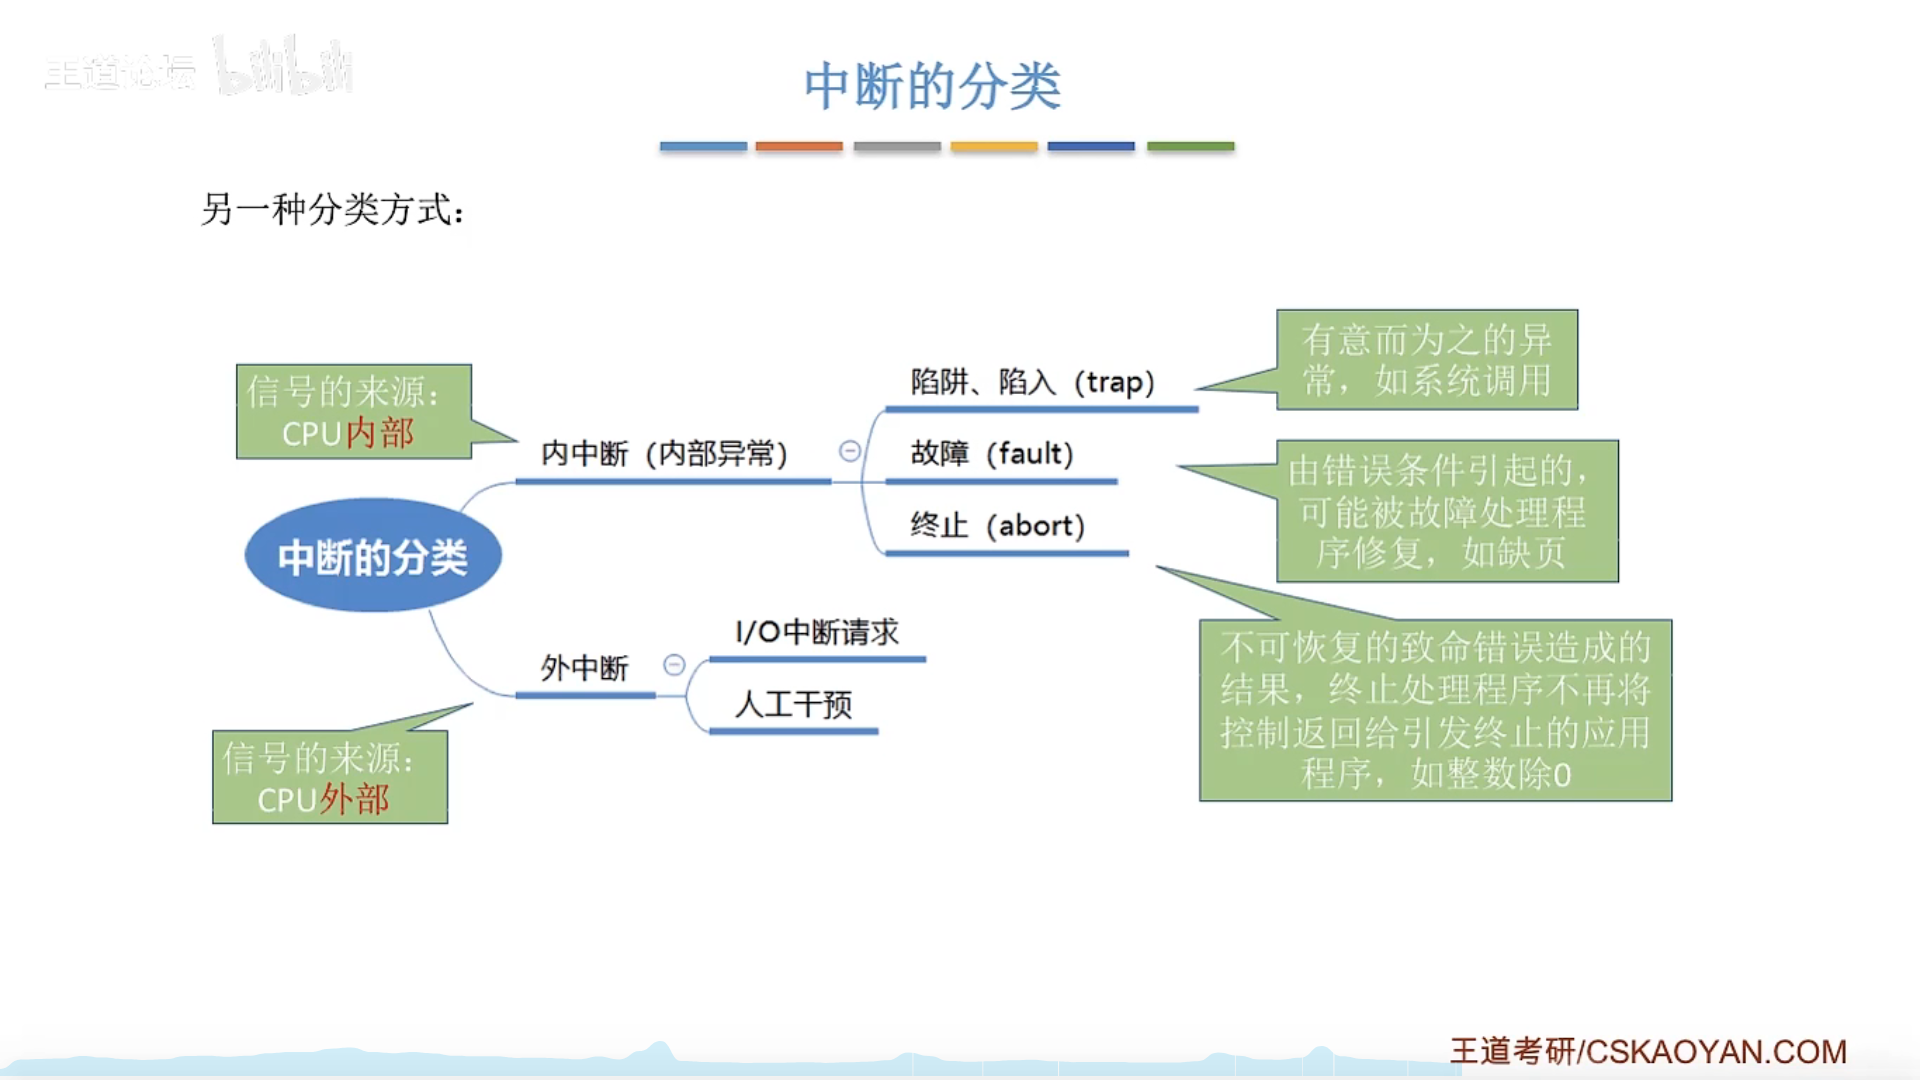 王道论坛 bilibili
中断的分类
另一种分类方式：
信号的来源：
CPU内部
内中断（内部异常）
陷阱、陷入（trap）
有意而为之的异
常，如系统调用
故障（fault）
由错误条件引起的，
可能被故障处理程
序修复，如缺页
终止（abort）
不可恢复的致命错误造成的
结果，终止处理程序不再将
控制返回给引发终止的应用
程序，如整数除0
中断的分类
外中断
I/O中断请求
人工干预
信号的来源：
CPU外部
王道考研/CSKAOYAN.COM